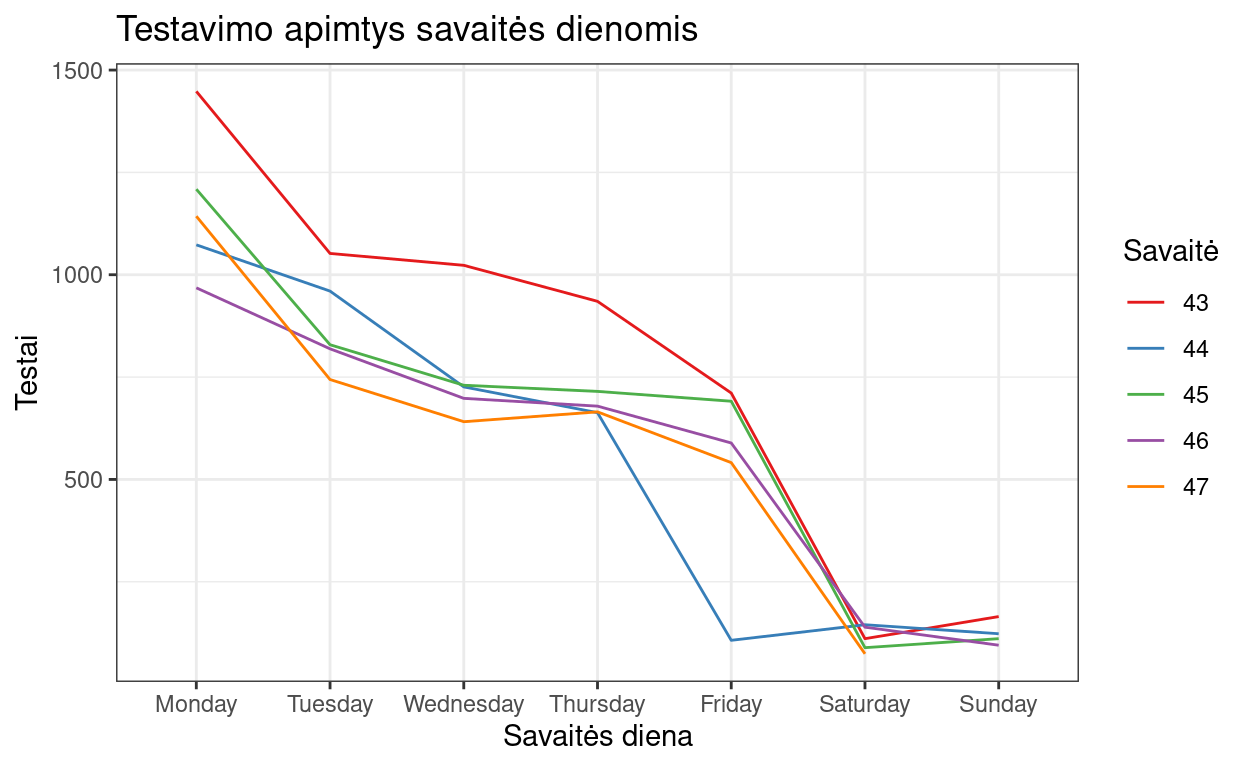 Testavimo apimtys savaitės dienomis
1500
1000
500
Testai
Monday Tuesday Wednesday Thursday Friday Saturday Sunday
Savaitės diena
Savaitė
43
44
45
46
47